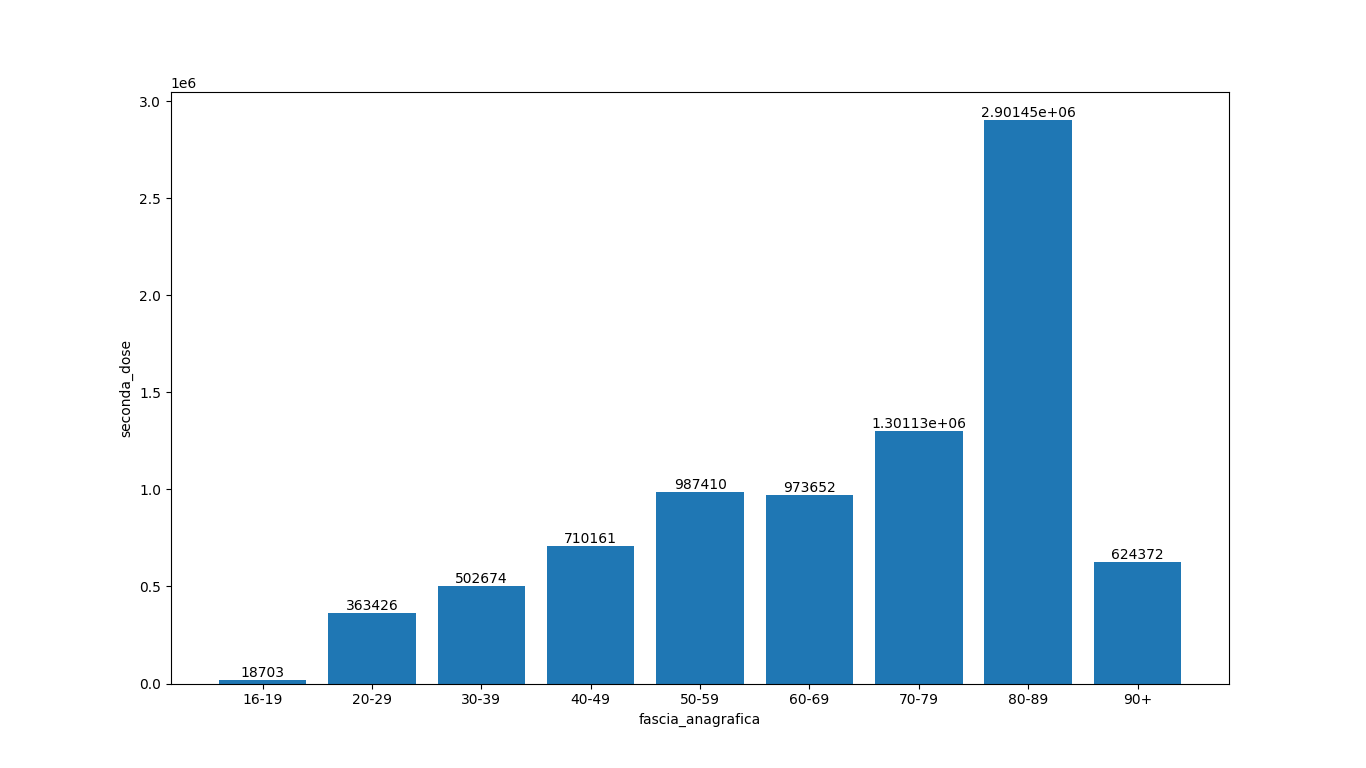 1e6
3.0
2.5
2.0
1.5
1.0
0.5
0.0
seconda_dose
18703
363426
502674
710161
987410
973652
1.30113e+06
2.90145e+06
624372
16-19 20-29 30-39 40-49 50-59 60-69 70-79 80-89 90+
fascia_anagrafica